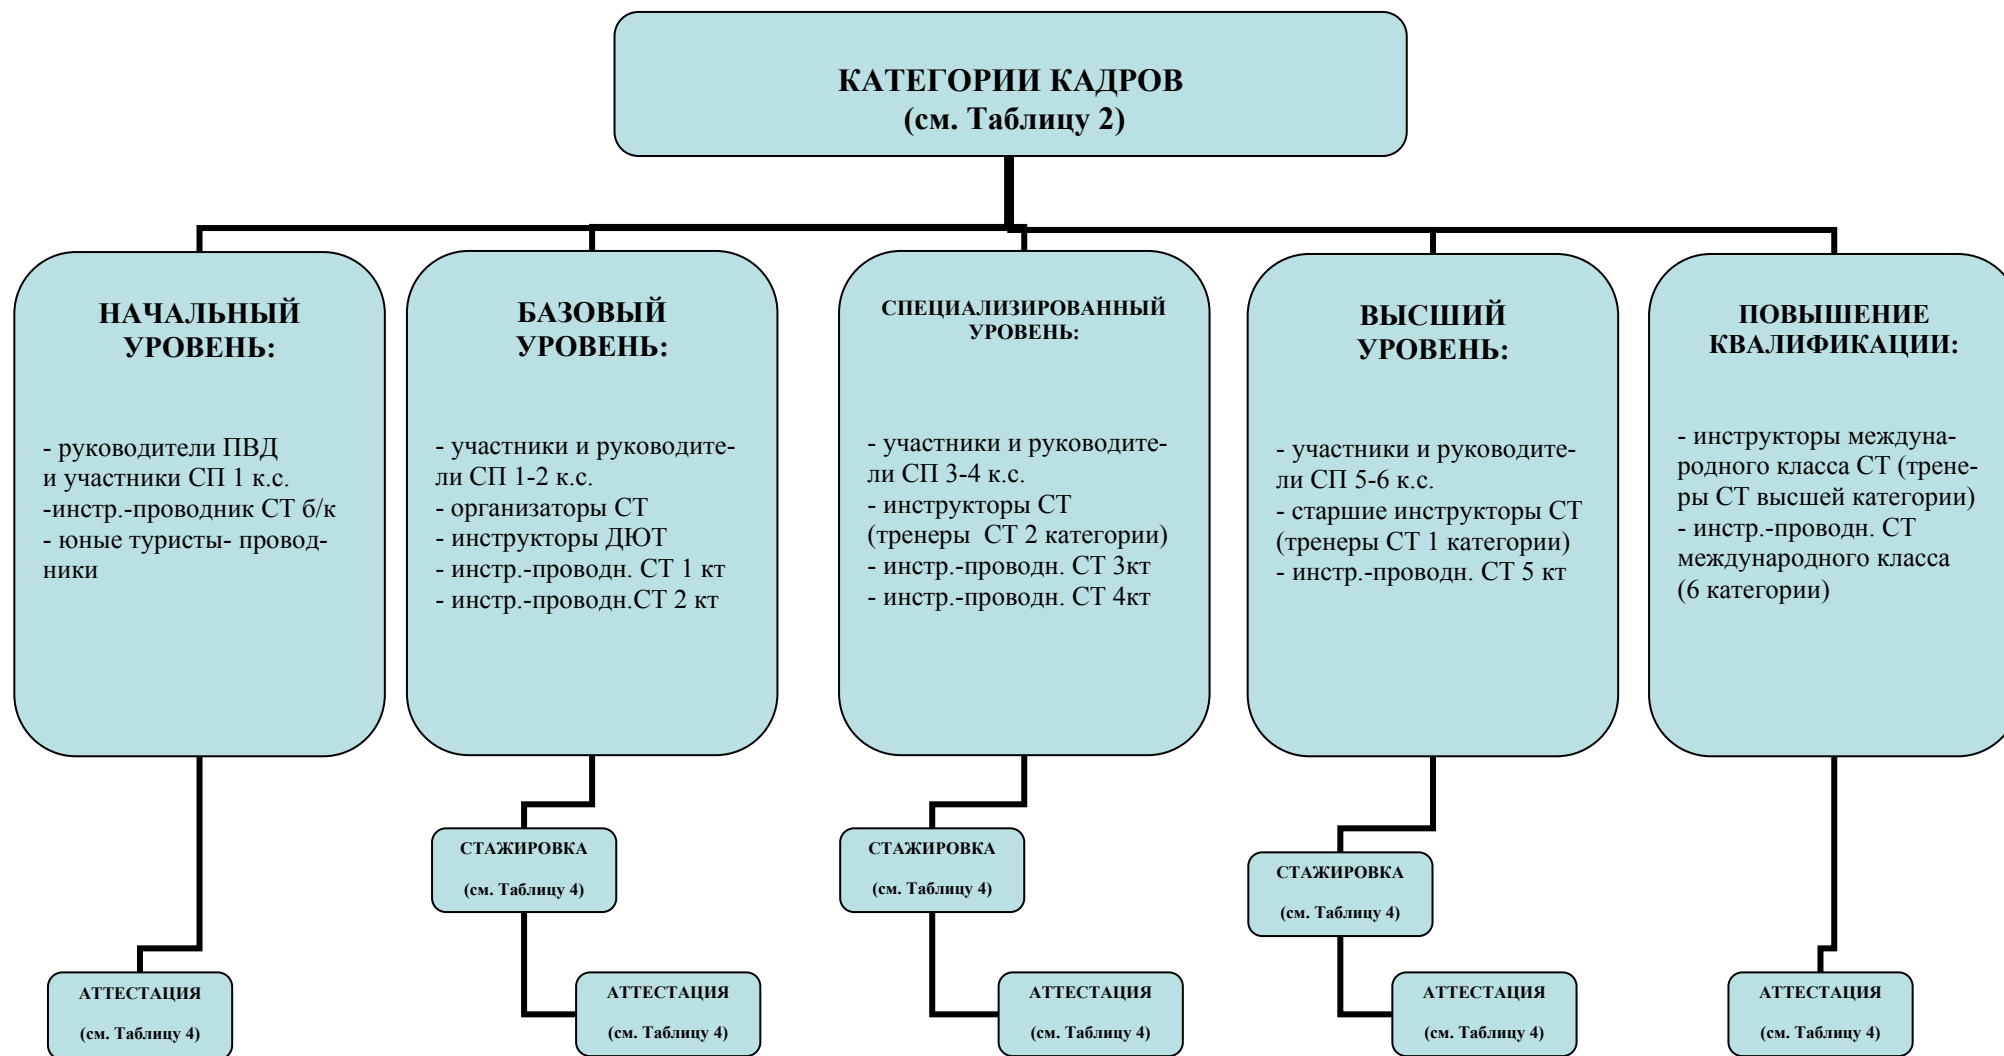 КАТЕГОРИИ КАДРОВ
(см. Таблицу 2)
НАЧАЛЬНЫЙ
УРОВЕНЬ:
- руководители ПВД
и участники СП 1 к.с.
-инстр.-проводник СТ б/к
- юные туристы- провод-
ники
БАЗОВЫЙ
УРОВЕНЬ:
- участники и руководите-
ли СП 1-2 к.с.
- организаторы СТ
- инструкторы ДЮТ
- инстр.-проводн. СТ 1 кт
- инстр.-проводн.СТ 2 кт
СПЕЦИАЛИЗИРОВАННЫЙ
УРОВЕНЬ:
- участники и руководите-
ли СП 3-4 к.с.
- инструкторы СТ
(тренеры  СТ 2 категории)
- инстр.-проводн. СТ 3кт
- инстр.-проводн. СТ 4кт
ВЫСШИЙ
УРОВЕНЬ:
- участники и руководите-
ли СП 5-6 к.с.
- старшие инструкторы СТ
(тренеры СТ 1 категории)
- инстр.-проводн. СТ 5 кт
ПОВЫШЕНИЕ
КВАЛИФИКАЦИИ:
- инструкторы междуна-
родного класса СТ (трене-
ры СТ высшей категории)
- инстр.-проводн. СТ
международного класса
(6 категории)
СТАЖИРОВКА
(см. Таблицу 4)
СТАЖИРОВКА
(см. Таблицу 4)
СТАЖИРОВКА
(см. Таблицу 4)
АТТЕСТАЦИЯ
(см. Таблицу 4)
АТТЕСТАЦИЯ
(см. Таблицу 4)
АТТЕСТАЦИЯ
(см. Таблицу 4)
АТТЕСТАЦИЯ
(см. Таблицу 4)
АТТЕСТАЦИЯ
(см. Таблицу 4)